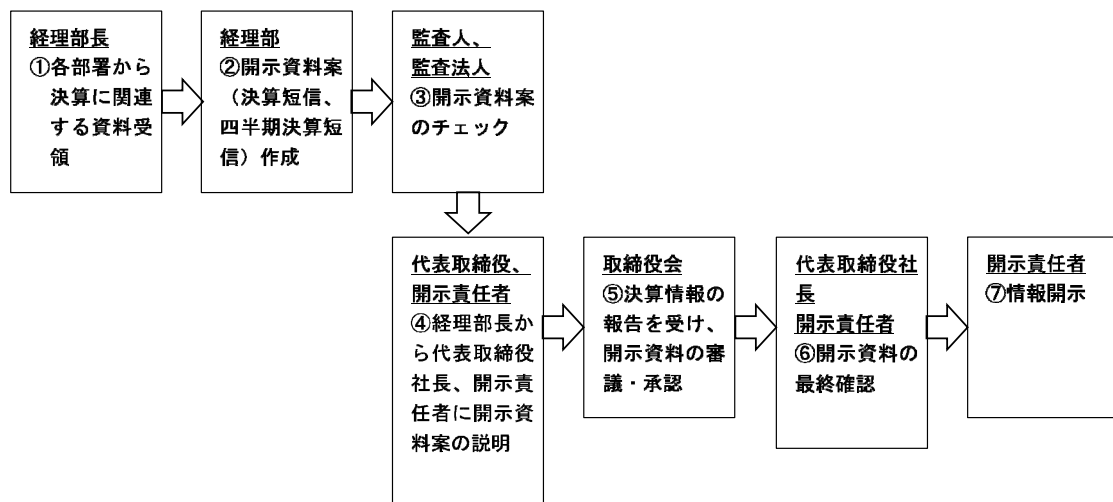 経理部長
①各部署から
決算に関連
する資料受
領
経理部
②開示資料案
（決算短信、
四半期決算短
信）作成
監査人、
監査法人
③開示資料案
のチェック
代表取締役、
開示責任者
④経理部長か
ら代表取締役
社長、開示責
任者に開示資
料案の説明
取締役会
⑤決算情報の
報告を受け、
開示資料の審
議・承認
代表取締役社
長
開示責任者
⑥開示資料の
最終確認
開示責任者
⑦情報開示